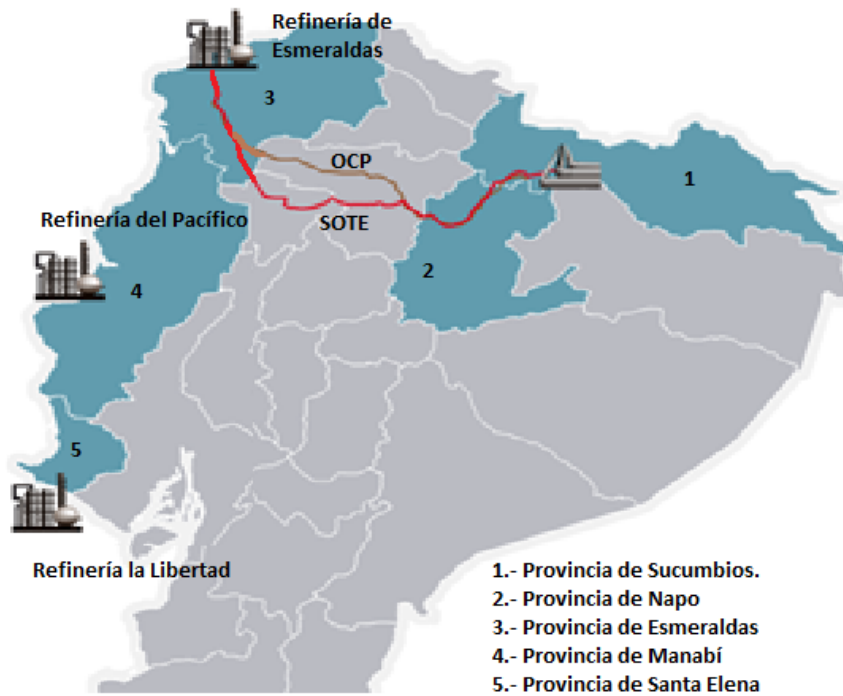 Refinería de
Esmeraldas
3
OCP
1
Refinería del Pacífico
SOTE
2
4
5
Refinería la Libertad
1.- Provincia de Sucumbios.
2.- Provincia de Napo
3.- Provincia de Esmeraldas
4.- Provincia de Manabí
5.- Provincia de Santa Elena